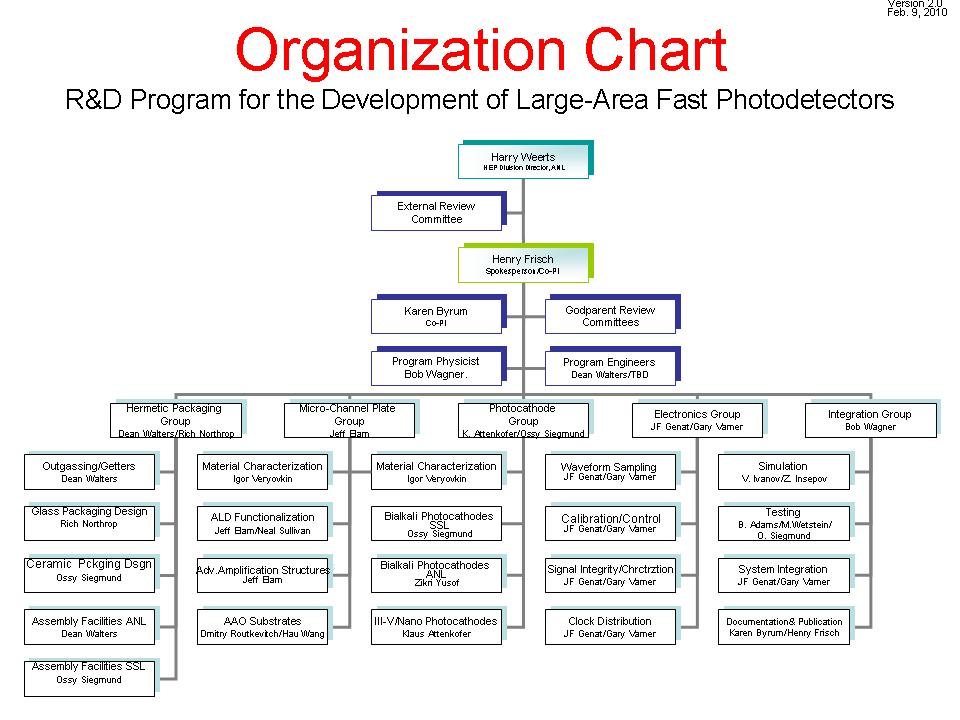 Version 2.0
Feb. 9, 2010
Organization Chart
R&D Program for the Development of Large-Area Fast Photodetectors
Harry Weerts
HEP Division Director, ANL
External Review
Committee
Henry Frisch
Spokesperson/Co-PI
Karen Byrum
Co-PI
Godparent Review
Committees
Program Physicist
Bob Wagner.
Program Engineers
Dean Walters/TBD
Hermetic Packaging
Group
Dean Walters/Rich Northrop
Micro-Channel Plate
Group
Jeff Elam
Photocathode
Group
K. Attenkofer/Ossy Siegmund
Electronics Group
JF Genat/Gary Varner
Integration Group
Bob Wagner
Outgassing/Getters
Dean Walters
Material Characterization
Igor Veryovkin
Material Characterization
Igor Veryovkin
Waveform Sampling
JF Genat/Gary Varner
Simulation
V. Ivanov/Z. Insepov
Glass Packaging Design
Rich Northrop
ALD Functionalization
Jeff Elam/Neal Sullivan
Bialkali Photocathodes
SSL
Ossy Siegmund
Calibration/Control
JF Genat/Gary Varner
Testing
B. Adams/M.Wetstein/
O. Siegmund
Ceramic Pckging Dsgn
Ossy Siegmund
Adv.Amplification Structures
Jeff Elam
Bialkali Photocathodes
ANL
Zikri Yusof
Signal Integrity/Chrctrztion
JF Genat/Gary Varner
System Integration
JF Genat/Gary Varner
Assembly Facilities ANL
Dean Walters
AAO Substrates
Dmitry Routkevitch/Hau Wang
III-V/Nano Photocathodes
Klaus Attenkofer
Clock Distribution
JF Genat/Gary Varner
Documentation& Publication
Karen Byrum/Henry Frisch
Assembly Facilities SSL
Ossy Siegmund